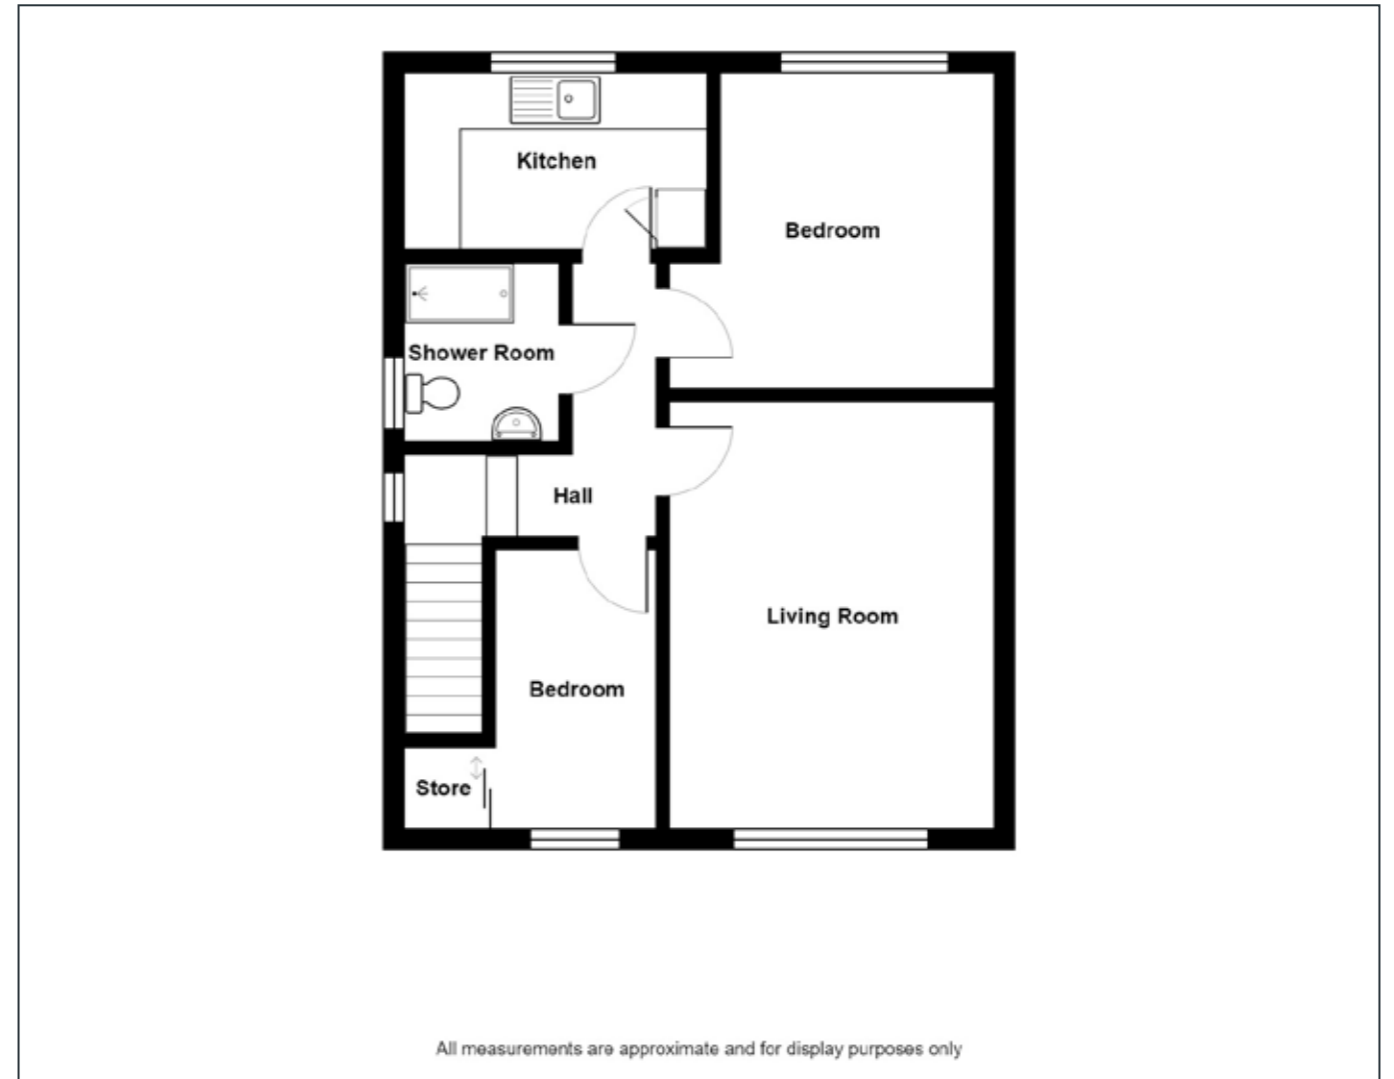 Kitchen
Bedroom
Shower Room
Hall
Living Room
Bedroom
Store
All measurements are approximate and for display purposes only